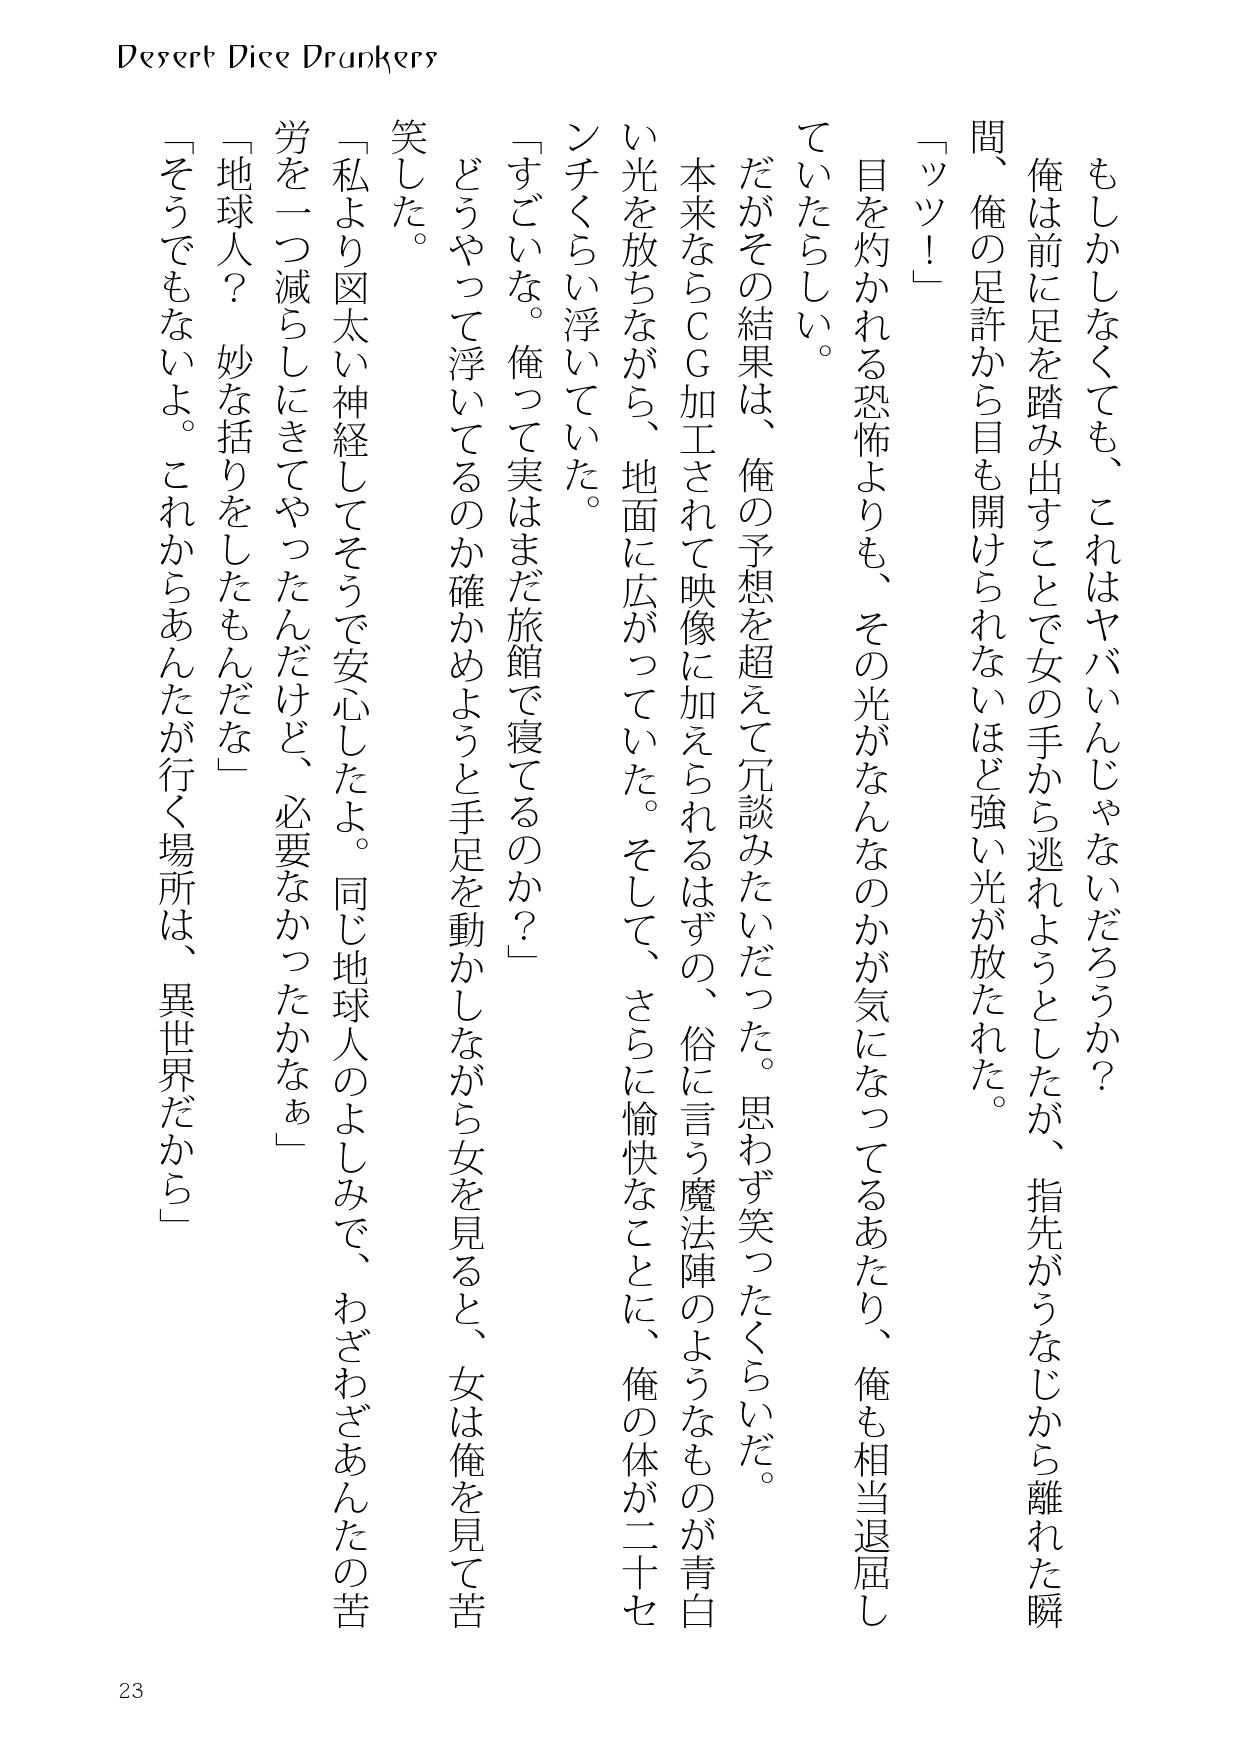 Desert Dice Drunkers
もしかしなくても、これはヤバいんじゃないだろうか？
俺は前に足を踏み出すことで女の手から逃れようとしたが、指先がうなじから離れた瞬
間、俺の足許から目も開けられないほど強い光が放たれた。
「ッツ！」
目を灼かれる恐怖よりも、その光がなんなのかが気になってるあたり、俺も相当退屈し
ていたらしい。
だがその結果は、俺の予想を超えて冗談みたいだった。思わず笑ったくらいだ。
本来ならＣＧ加工されて映像に加えられるはずの、俗に言う魔法陣のようなものが青白
い光を放ちながら、地面に広がっていた。そして、さらに愉快なことに、俺の体が二十セ
ンチくらい浮いていた。
「すごいな。俺って実はまだ旅館で寝てるのか？」
どうやって浮いてるのか確かめようと手足を動かしながら女を見ると、女は俺を見て苦
笑した。
「私より図太い神経してそうで安心したよ。同じ地球人のよしみで、わざわざあんたの苦
労を一つ減らしにきてやったんだけど、必要なかったかなぁ」
「地球人？　妙な括りをしたもんだな」
「そうでもないよ。これからあんたが行く場所は、異世界だから」
23